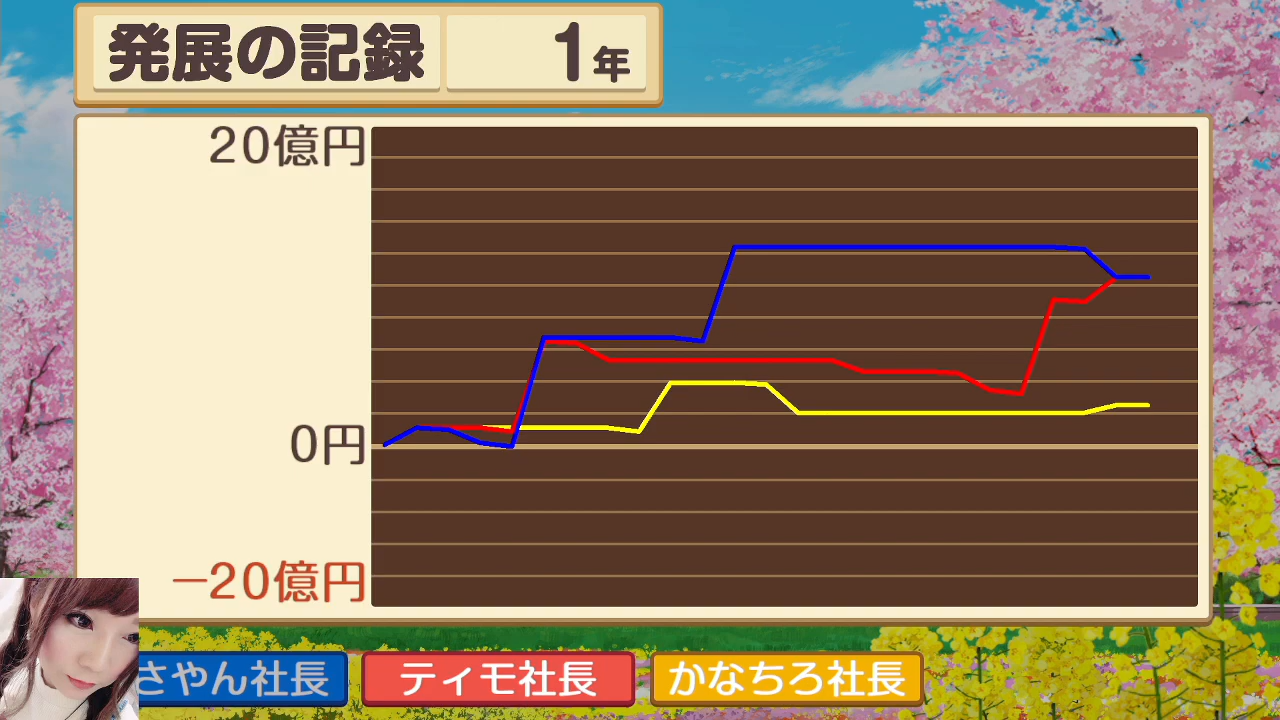 発展の記録 1年
20億円
0円
−20億円
さやん社長 ティモ社長 かなちろ社長